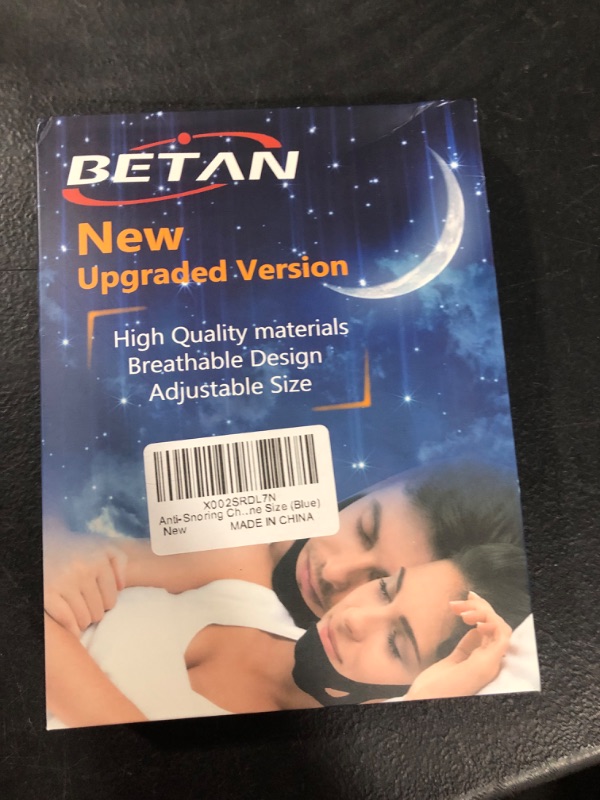 BETAN
New
Upgraded Version
High Quality materials
Breathable Design
Adjustable Size
X002SRDL7N
Anti-Snoring Ch...ne Size (Blue)
New MADE IN CHINA